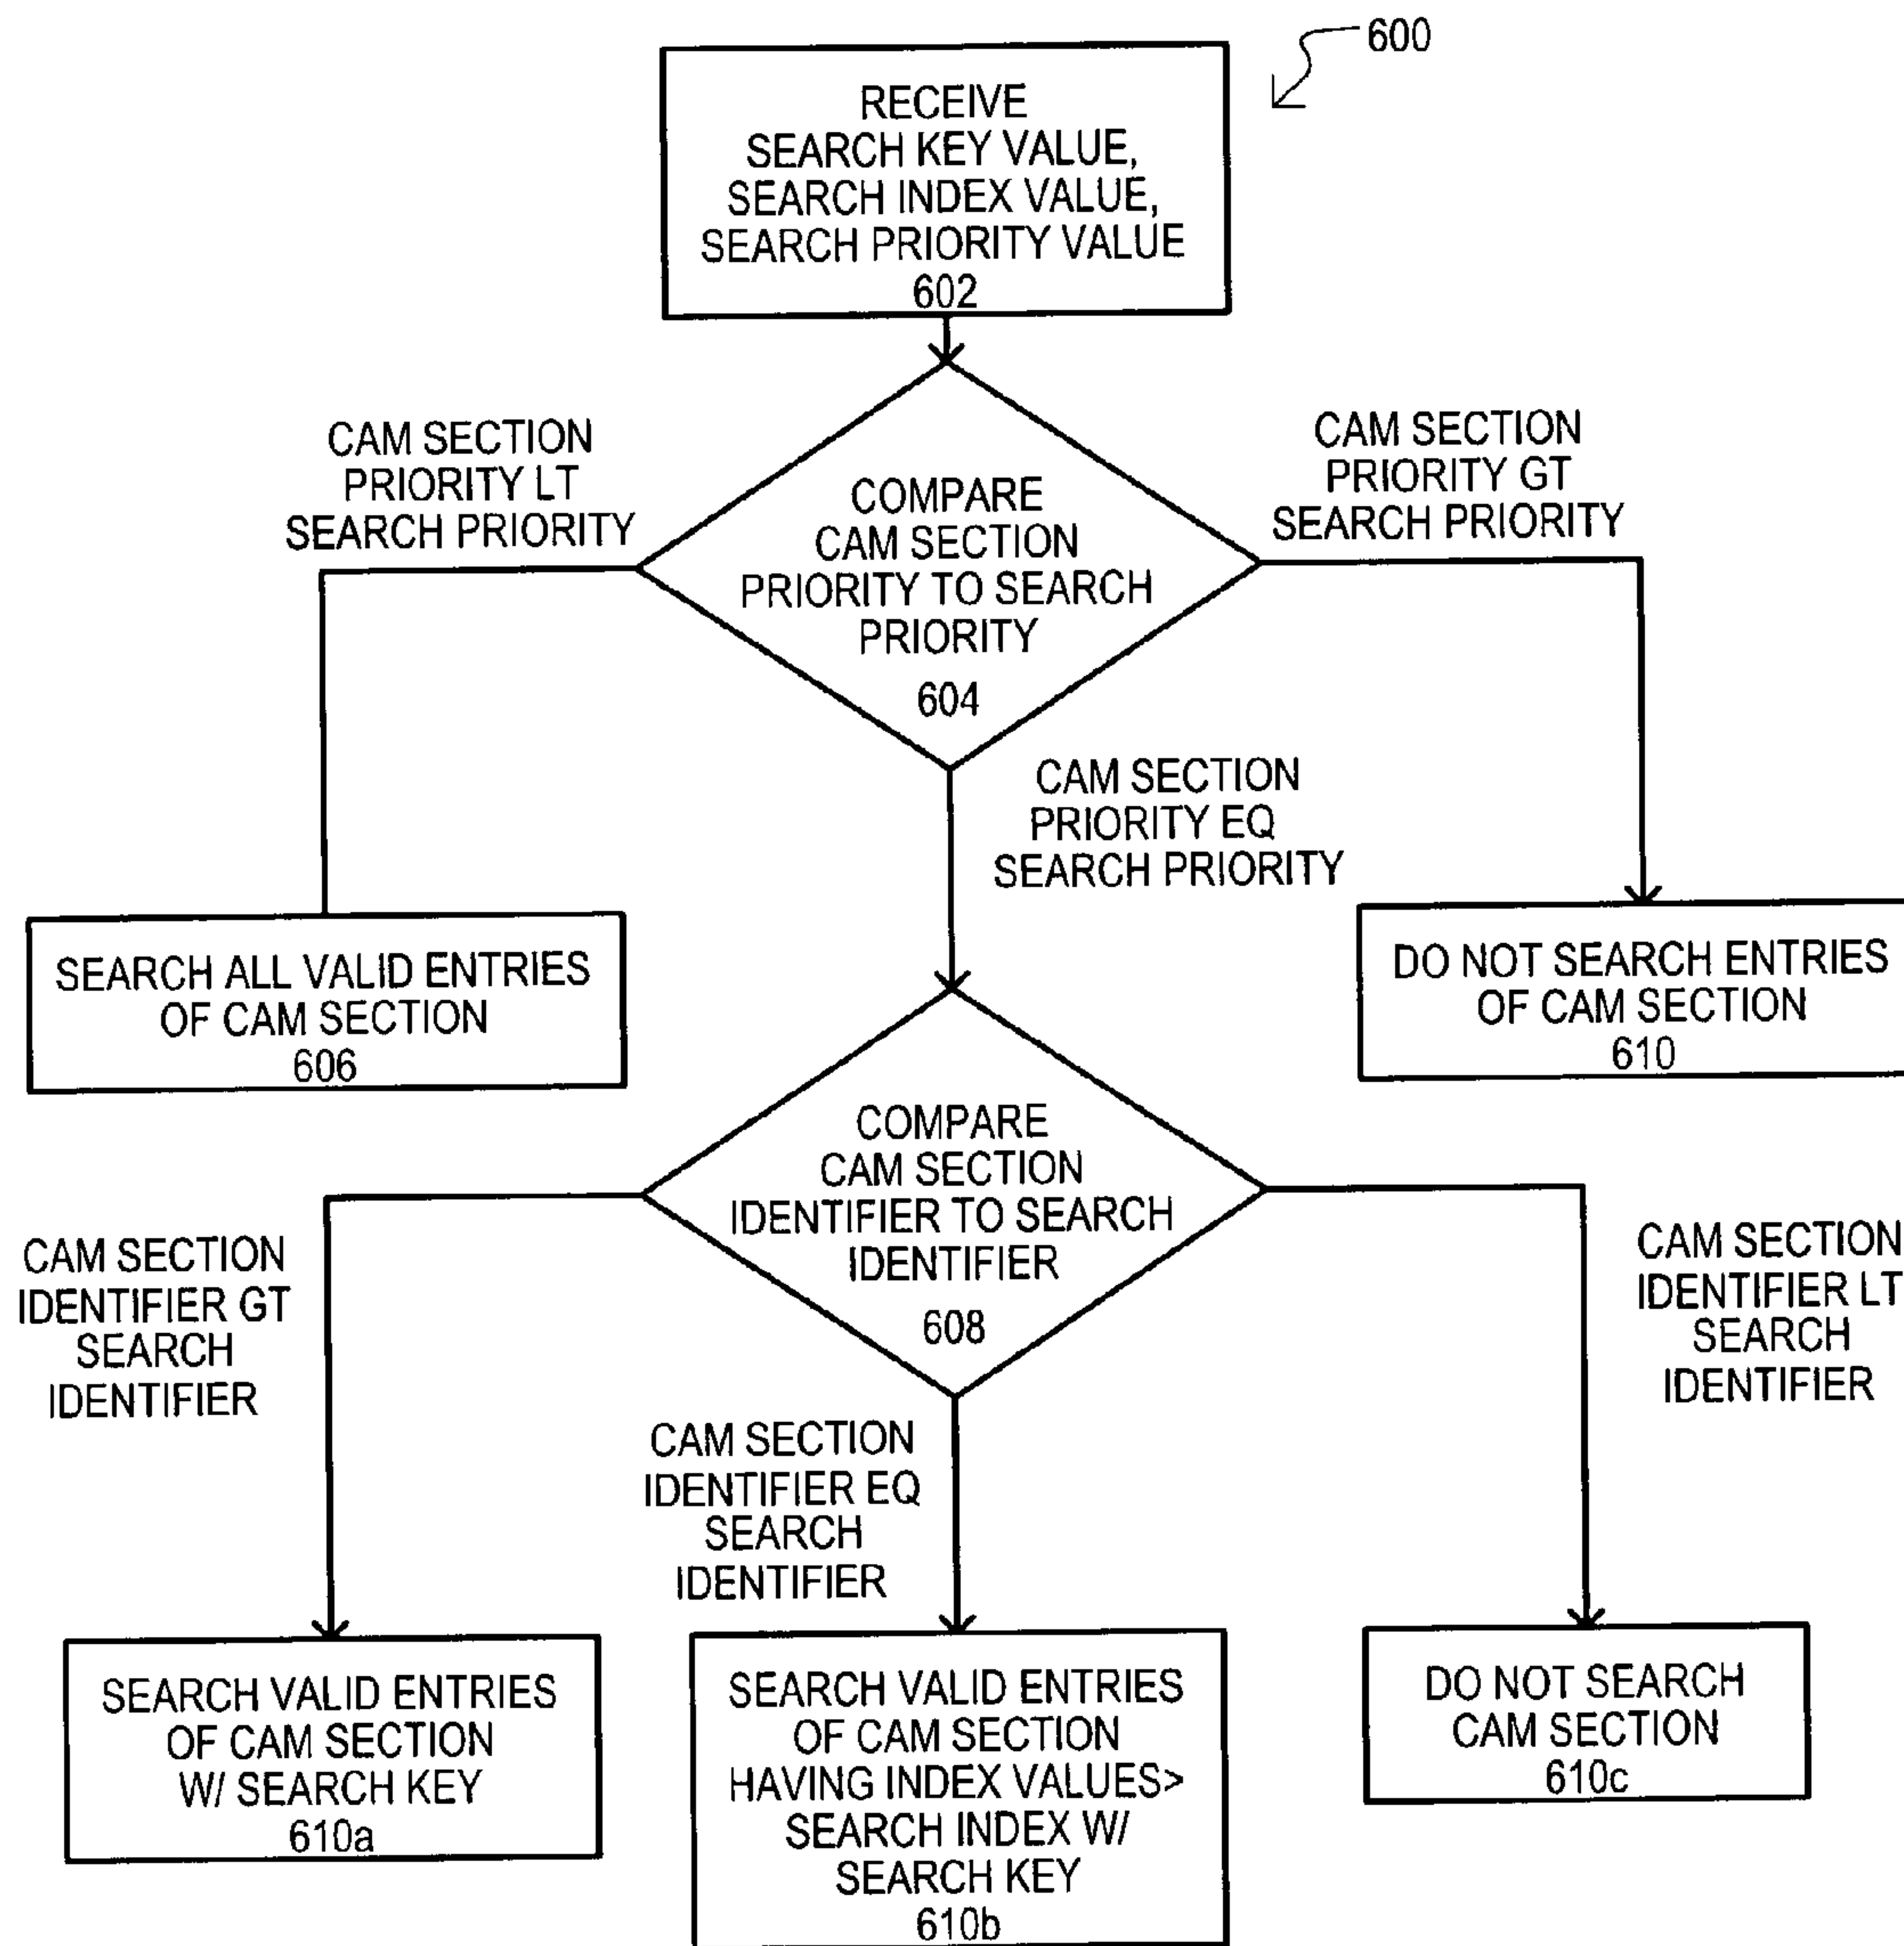 600
RECEIVE
SEARCH KEY VALUE,
SEARCH INDEX VALUE,
SEARCH PRIORITY VALUE
602
CAM SECTION
PRIORITY LT
SEARCH PRIORITY
COMPARE
CAM SECTION
PRIORITY TO SEARCH
PRIORITY
604
CAM SECTION
PRIORITY GT
SEARCH PRIORITY
CAM SECTION
PRIORITY EQ
SEARCH PRIORITY
SEARCH ALL VALID ENTRIES
OF CAM SECTION
606
DO NOT SEARCH ENTRIES
OF CAM SECTION
610
COMPARE
CAM SECTION
IDENTIFIER TO SEARCH
IDENTIFIER
608
CAM SECTION
IDENTIFIER GT
SEARCH
IDENTIFIER
CAM SECTION
IDENTIFIER EQ
SEARCH
IDENTIFIER
CAM SECTION
IDENTIFIER LT
SEARCH
IDENTIFIER
SEARCH VALID ENTRIES
OF CAM SECTION
W/ SEARCH KEY
610a
SEARCH VALID ENTRIES
OF CAM SECTION
HAVING INDEX VALUES>
SEARCH INDEX W/
SEARCH KEY
610b
DO NOT SEARCH
CAM SECTION
610c